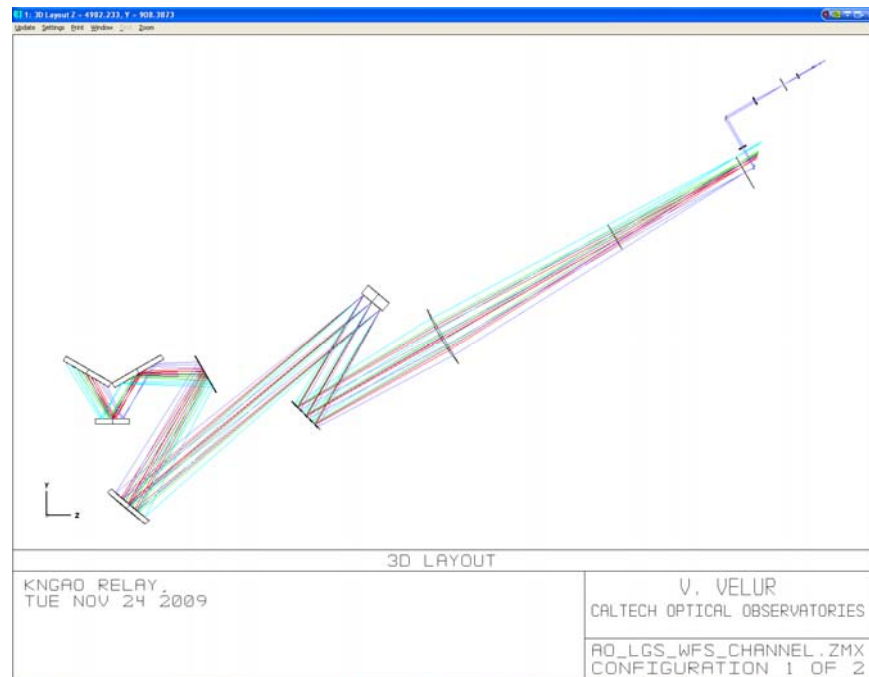 1: 3D Layout Z = 4982.233, Y = 908.3873
Update Settings Print Window Zoom
Y
Z
3D LAYOUT
KNGAO RELAY.
TUE NOV 24 2009
V. VELUR
CALTECH OPTICAL OBSERVATORIES
AO_LGS_WFS_CHANNEL.ZMX
CONFIGURATION 1 OF 2